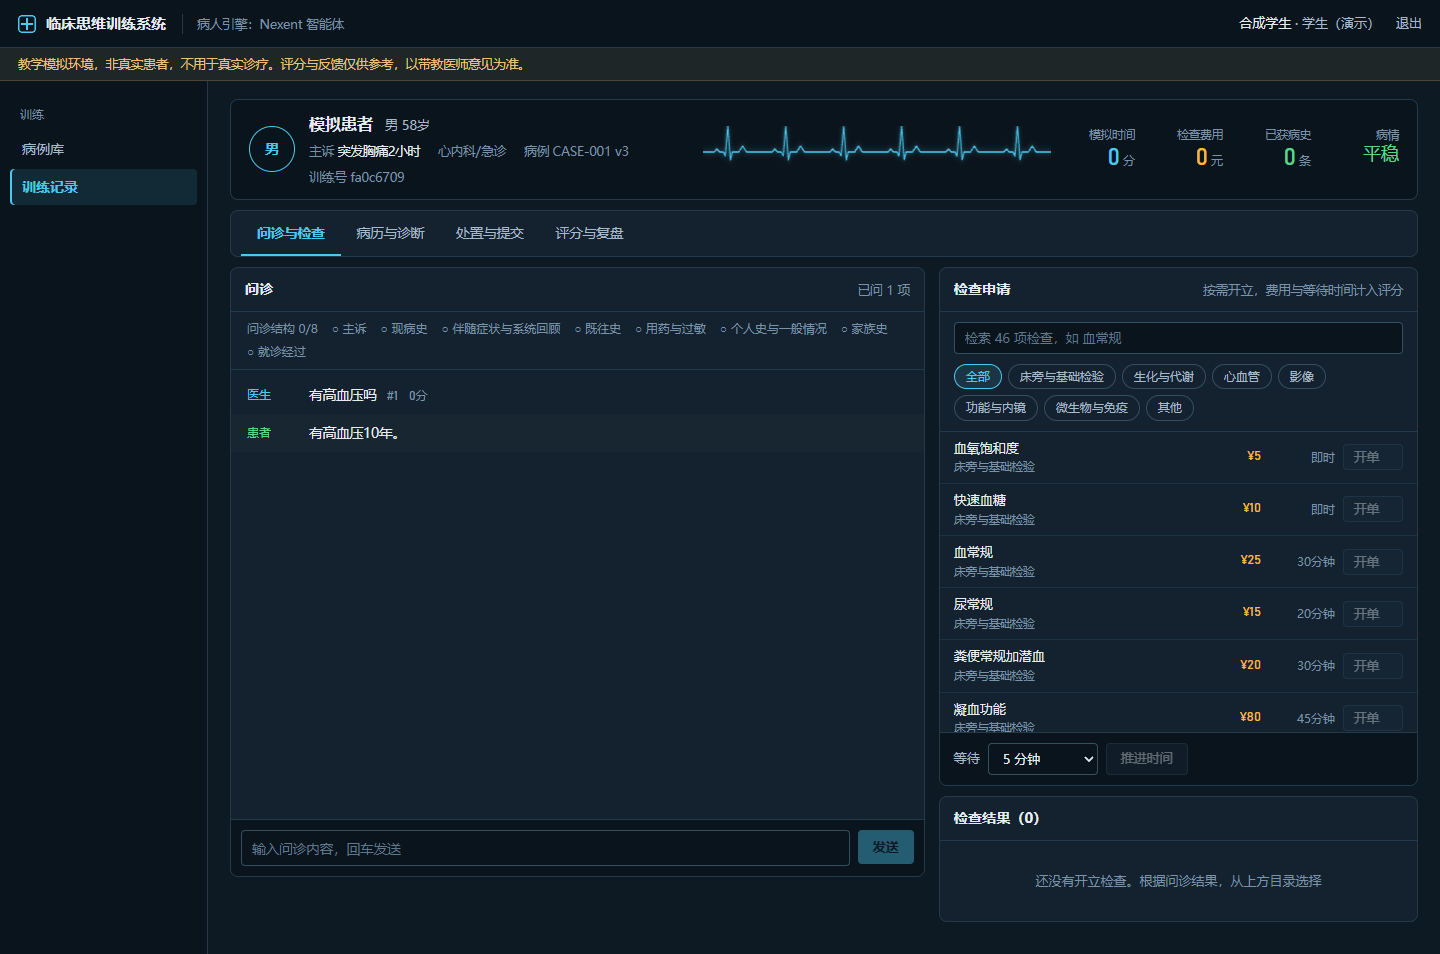 临床思维训练系统 病人引擎：Nexent 智能体 合成学生 · 学生（演示） 退出
教学模拟环境，非真实患者，不用于真实诊疗。评分与反馈仅供参考，以带教医师意见为准。
训练
病例库
训练记录
男
模拟患者 男 58岁
主诉 突发胸痛2小时 心内科/急诊 病例 CASE-001 v3
训练号 fa0c6709
模拟时间
0 分
检查费用
0 元
已获病史
0 条
病情
平稳
问诊与检查 病历与诊断 处置与提交 评分与复盘
问诊 已问 1 项
问诊结构 0/8 ○ 主诉 ○ 现病史 ○ 伴随症状与系统回顾 ○ 既往史 ○ 用药与过敏 ○ 个人史与一般情况 ○ 家族史
○ 就诊经过
医生 有高血压吗 #1 0分
患者 有高血压10年。
输入问诊内容，回车发送 发送
检查申请 按需开立，费用与等待时间计入评分
检索 46 项检查，如 血常规
全部 床旁与基础检验 生化与代谢 心血管 影像
功能与内镜 微生物与免疫 其他
血氧饱和度 ¥5 即时 开单
床旁与基础检验
快速血糖 ¥10 即时 开单
床旁与基础检验
血常规 ¥25 30分钟 开单
床旁与基础检验
尿常规 ¥15 20分钟 开单
床旁与基础检验
粪便常规加潜血 ¥20 30分钟 开单
床旁与基础检验
凝血功能 ¥80 45分钟 开单
床旁与基础检验
等待 5 分钟 推进时间
检查结果（0）
还没有开立检查。根据问诊结果，从上方目录选择